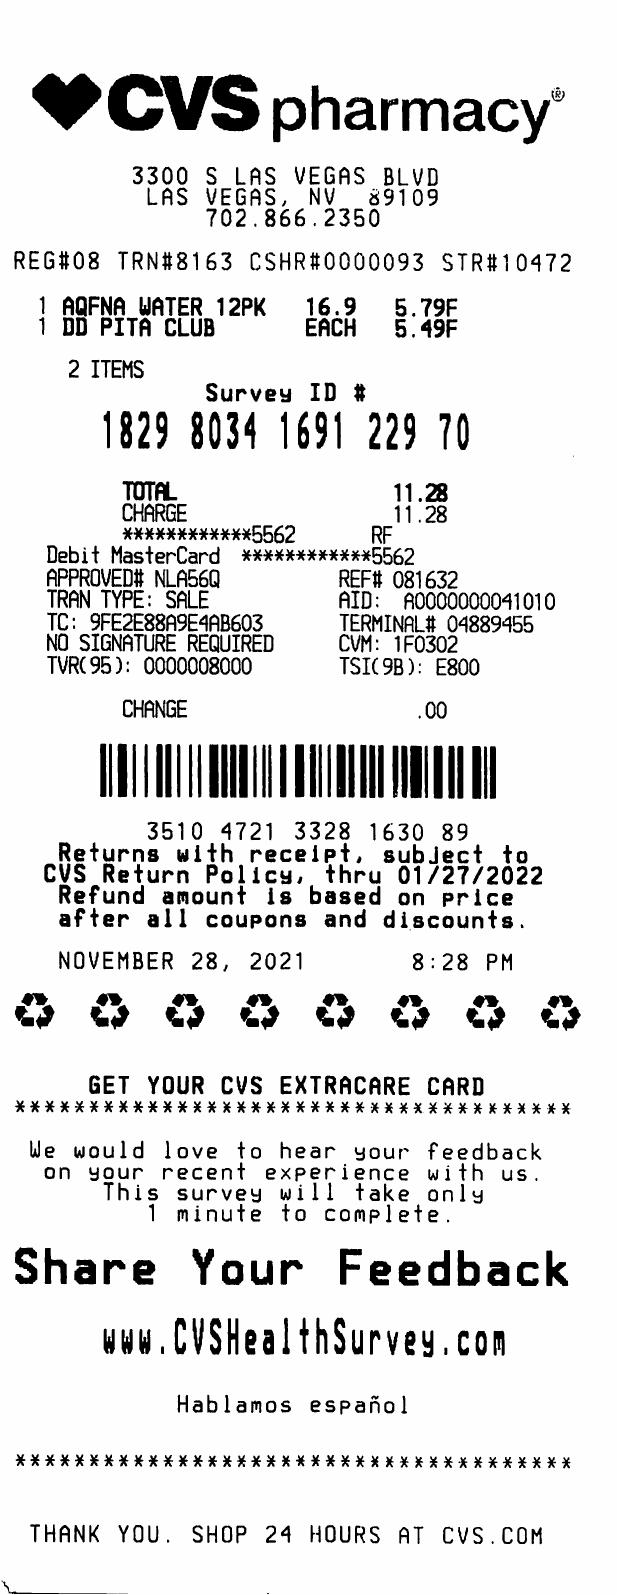 CVS pharmacy®
3300 S LAS VEGAS BLVD
LAS VEGAS, NV 89109
702.866.2350
REG#08 TRN#8163 CSHR#0000093 STR#10472
1 AQFNA WATER 12PK 16.9 5.79F
1 DD PITA CLUB EACH 5.49F
2 ITEMS
Survey ID #
1829 8034 1691 229 70
TOTAL 11.28
CHARGE 11.28
************5562 RF
Debit MasterCard ************5562
APPROVED# NLA56Q REF# 081632
TRAN TYPE: SALE AID: A0000000041010
TC: 9FE2E88A9E4AB603 TERMINAL# 04889455
NO SIGNATURE REQUIRED CVM: 1F0302
TVR(95): 0000008000 TSI(9B): E800
CHANGE .00
3510 4721 3328 1630 89
Returns with receipt, subject to
CVS Return Policy, thru 01/27/2022
Refund amount is based on price
after all coupons and discounts.
NOVEMBER 28, 2021 8:28 PM
GET YOUR CVS EXTRACARE CARD
**************************************
We would love to hear your feedback
on your recent experience with us.
This survey will take only
1 minute to complete.
Share Your Feedback
www.CVSHealthSurvey.com
Hablamos español
**************************************
THANK YOU. SHOP 24 HOURS AT CVS.COM